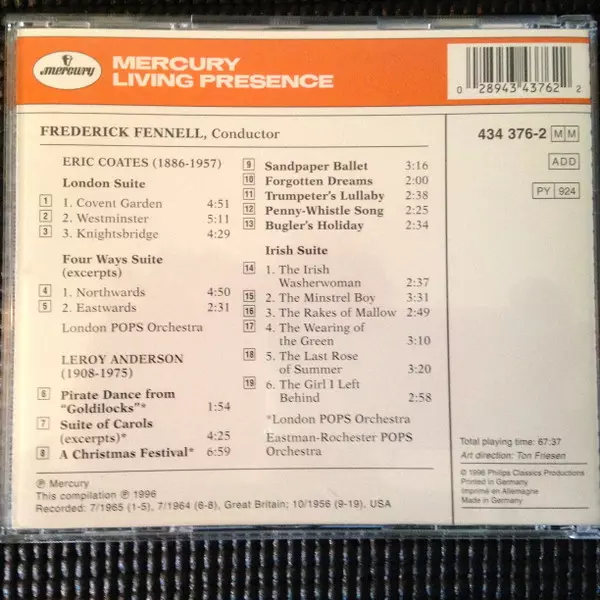 mercury
MERCURY
LIVING PRESENCE
0 28943 43762 2
FREDERICK FENNELL, Conductor
434 376-2 M M
ADD
PY 924
ERIC COATES (1886-1957)
London Suite
1 1. Covent Garden 4:51
2 2. Westminster 5:11
3 3. Knightsbridge 4:29
Four Ways Suite
(excerpts)
4 1. Northwards 4:50
5 2. Eastwards 2:31
London POPS Orchestra
LEROY ANDERSON
(1908-1975)
6 Pirate Dance from
“Goldilocks”* 1:54
7 Suite of Carols
(excerpts)* 4:25
8 A Christmas Festival* 6:59
9 Sandpaper Ballet 3:16
10 Forgotten Dreams 2:00
11 Trumpeter's Lullaby 2:38
12 Penny-Whistle Song 2:25
13 Bugler's Holiday 2:34
Irish Suite
14 1. The Irish
Washerwoman 2:37
15 2. The Minstrel Boy 3:31
16 3. The Rakes of Mallow 2:49
17 4. The Wearing of
the Green 3:10
18 5. The Last Rose
of Summer 3:20
19 6. The Girl I Left
Behind 2:58
*London POPS Orchestra
Eastman-Rochester POPS
Orchestra
Total playing time: 67:37
Art direction: Ton Friesen
© 1996 Philips Classics Productions
Printed in Germany
Imprimé en Allemagne
Made in Germany
℗ Mercury
This compilation ℗ 1996
Recorded: 7/1965 (1-5), 7/1964 (6-8), Great Britain; 10/1956 (9-19), USA